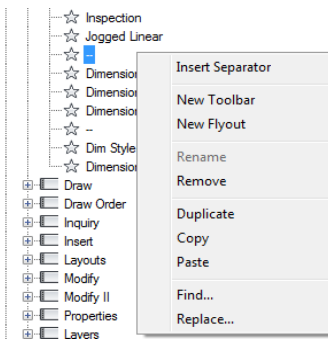 Inspection
Jogged Linear
--
Dimension
Dimension
Dimension
--
Dim Style
Dimension
Draw
Draw Order
Inquiry
Insert
Layouts
Modify
Modify II
Properties
Layers
Insert Separator
New Toolbar
New Flyout
Rename
Remove
Duplicate
Copy
Paste
Find...
Replace...